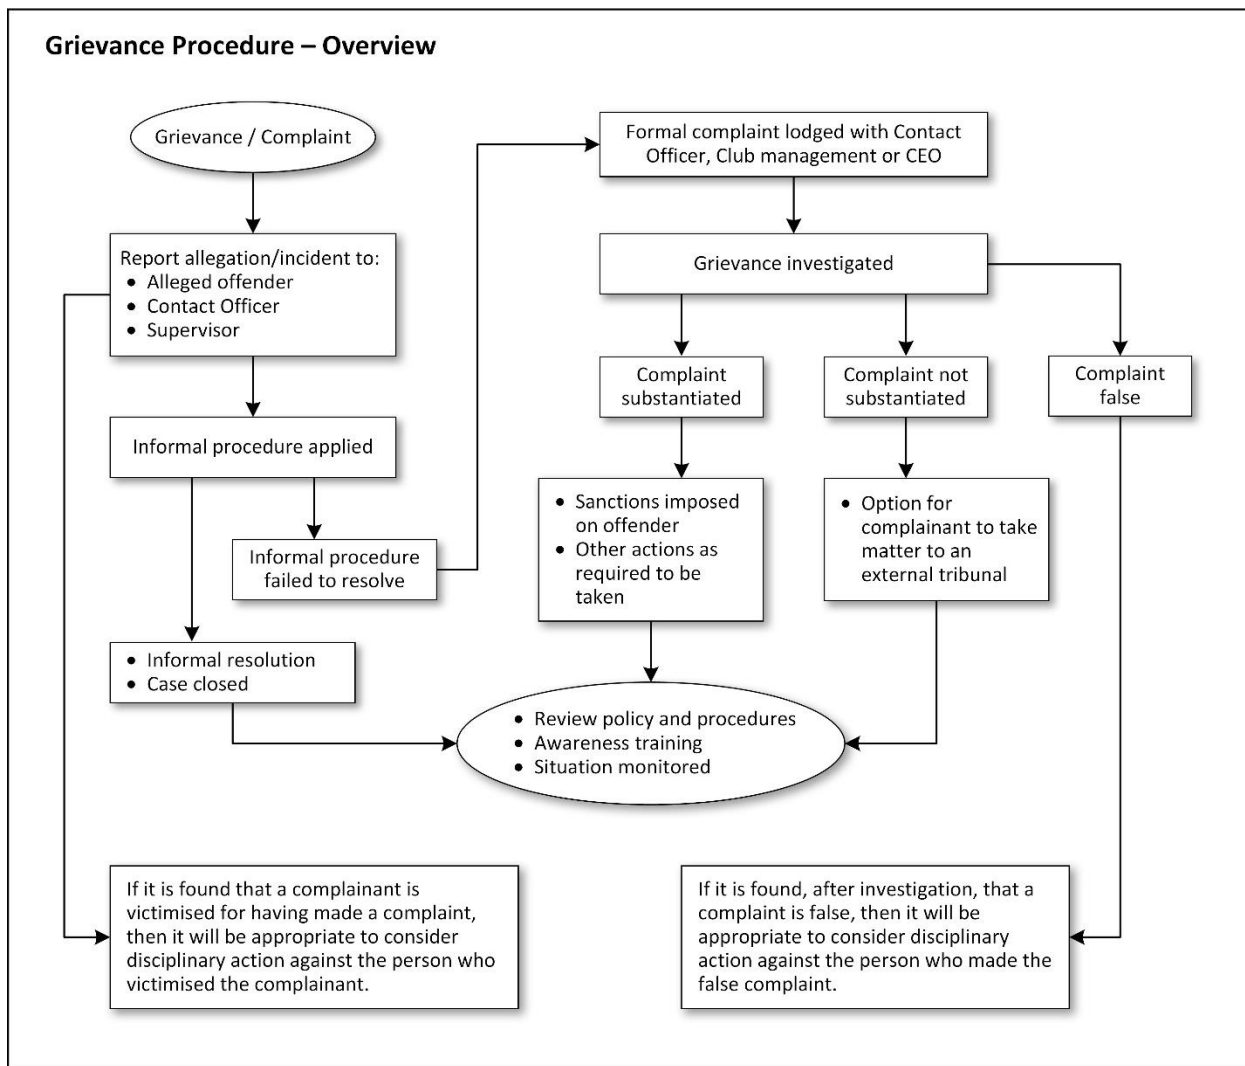 Grievance Procedure – Overview
Grievance / Complaint
Report allegation/incident to:
• Alleged offender
• Contact Officer
• Supervisor
Informal procedure applied
Informal procedure
failed to resolve
• Informal resolution
• Case closed
Formal complaint lodged with Contact
Officer, Club management or CEO
Grievance investigated
Complaint
substantiated
Complaint not
substantiated
Complaint
false
• Sanctions imposed
on offender
• Other actions as
required to be
taken
• Option for
complainant to take
matter to an
external tribunal
• Review policy and procedures
• Awareness training
• Situation monitored
If it is found that a complainant is
victimised for having made a complaint,
then it will be appropriate to consider
disciplinary action against the person who
victimised the complainant.
If it is found, after investigation, that a
complaint is false, then it will be
appropriate to consider disciplinary
action against the person who made the
false complaint.